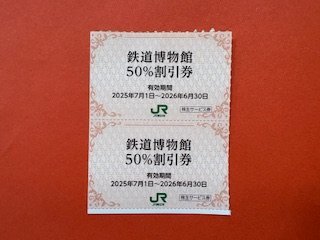 鉄道博物館
50%割引券
有効期間
2025年7月1日～2026年6月30日
JR
株主サービス券
鉄道博物館
50%割引券
有効期間
2025年7月1日～2026年6月30日
JR
株主サービス券